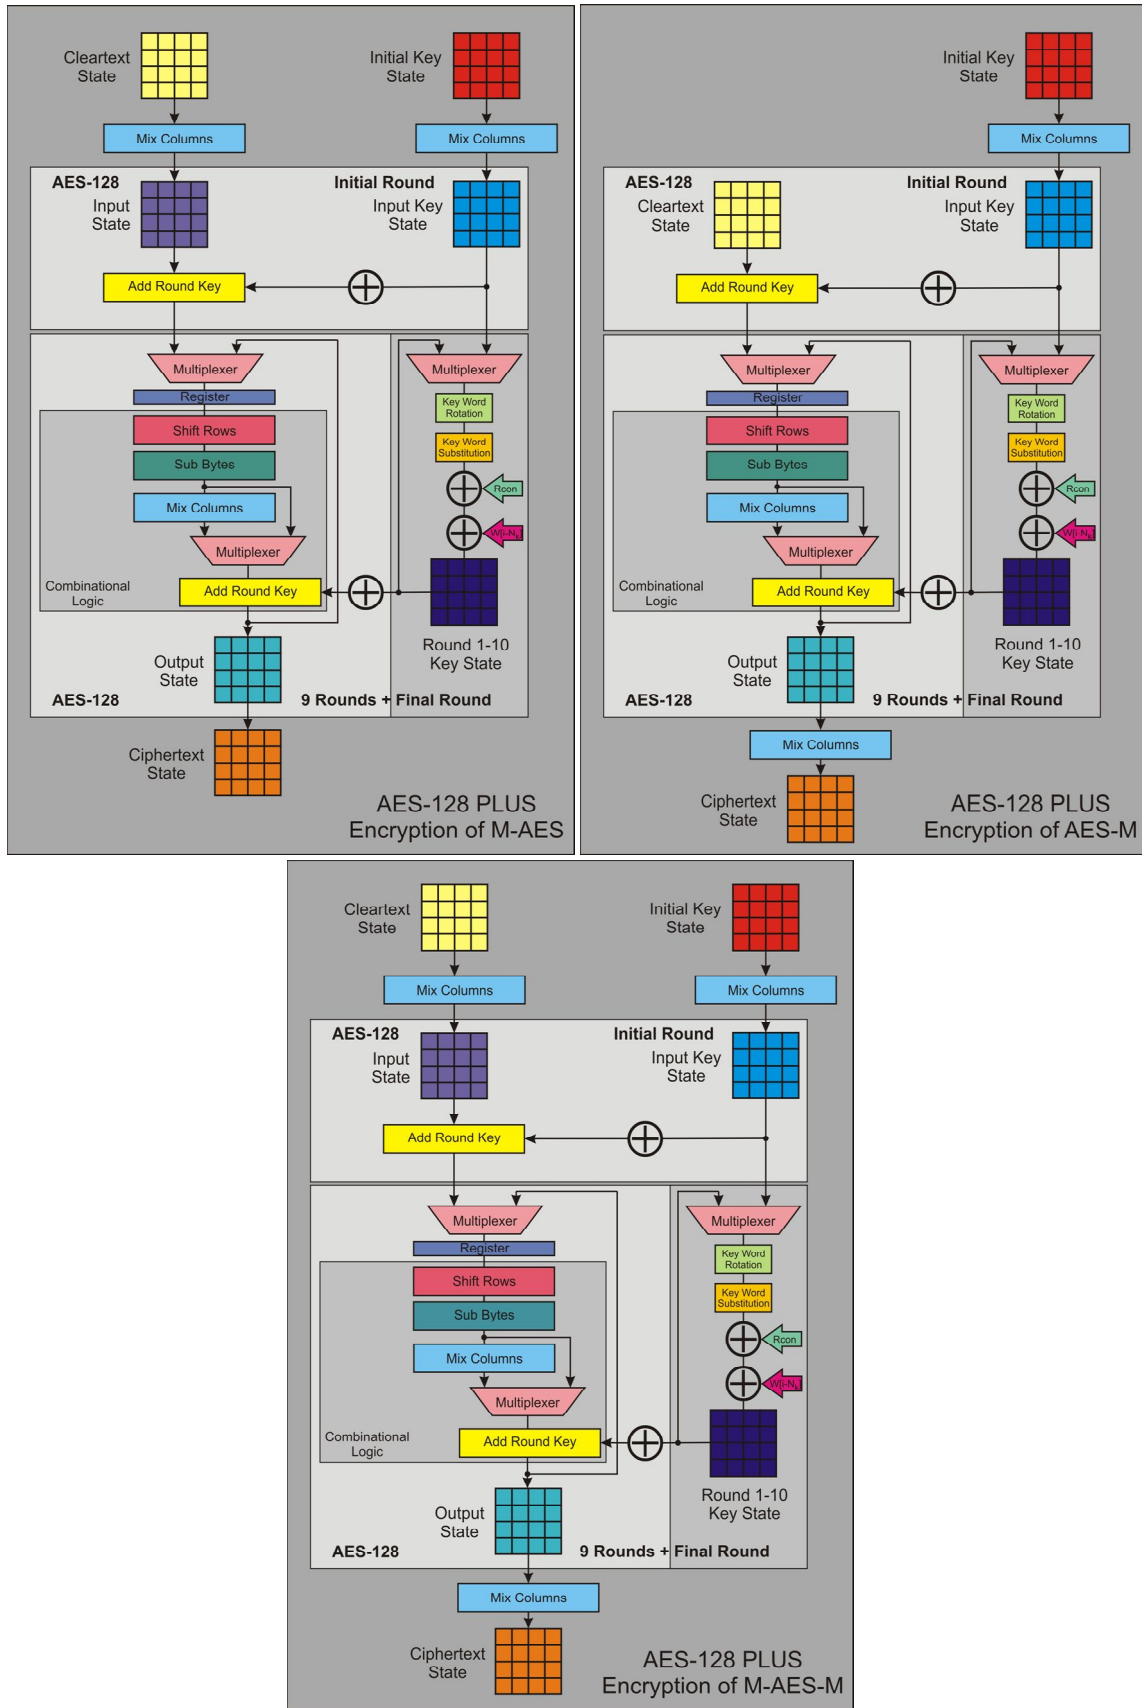 Cleartext
State
Initial Key
State
Mix Columns
Mix Columns
AES-128
Initial Round
Input
State
Input Key
State
Add Round Key
Multiplexer
Multiplexer
Register
Key Word
Rotation
Shift Rows
Key Word
Substitution
Sub Bytes
Rcon
Mix Columns
W[i-Nk]
Multiplexer
Combinational
Logic
Add Round Key
Round 1-10
Key State
Output
State
AES-128
9 Rounds + Final Round
Ciphertext
State
AES-128 PLUS
Encryption of M-AES
Initial Key
State
Mix Columns
AES-128
Initial Round
Cleartext
State
Input Key
State
Add Round Key
Multiplexer
Multiplexer
Register
Key Word
Rotation
Shift Rows
Key Word
Substitution
Sub Bytes
Rcon
Mix Columns
W[i-Nk]
Multiplexer
Combinational
Logic
Add Round Key
Round 1-10
Key State
Output
State
AES-128
9 Rounds + Final Round
Mix Columns
Ciphertext
State
AES-128 PLUS
Encryption of AES-M
Cleartext
State
Initial Key
State
Mix Columns
Mix Columns
AES-128
Initial Round
Input
State
Input Key
State
Add Round Key
Multiplexer
Multiplexer
Register
Key Word
Rotation
Shift Rows
Key Word
Substitution
Sub Bytes
Rcon
Mix Columns
W[i-Nk]
Multiplexer
Combinational
Logic
Add Round Key
Round 1-10
Key State
Output
State
AES-128
9 Rounds + Final Round
Mix Columns
Ciphertext
State
AES-128 PLUS
Encryption of M-AES-M